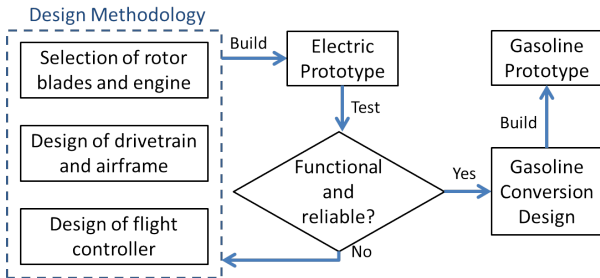 Design Methodology
Selection of rotor
blades and engine
Design of drivetrain
and airframe
Design of flight
controller
Build
Electric
Prototype
Test
Functional
and
reliable?
No
Yes
Gasoline
Conversion
Design
Build
Gasoline
Prototype